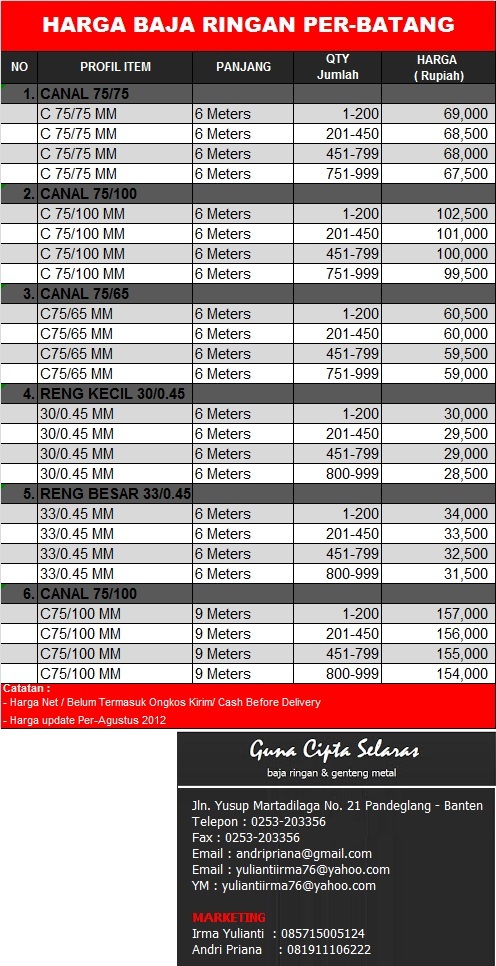 HARGA BAJA RINGAN PER-BATANG
NO PROFIL ITEM PANJANG QTY Jumlah HARGA ( Rupiah)
1. CANAL 75/75
C 75/75 MM 6 Meters 1-200 69,000
C 75/75 MM 6 Meters 201-450 68,500
C 75/75 MM 6 Meters 451-799 68,000
C 75/75 MM 6 Meters 751-999 67,500
2. CANAL 75/100
C 75/100 MM 6 Meters 1-200 102,500
C 75/100 MM 6 Meters 201-450 101,000
C 75/100 MM 6 Meters 451-799 100,000
C 75/100 MM 6 Meters 751-999 99,500
3. CANAL 75/65
C75/65 MM 6 Meters 1-200 60,500
C75/65 MM 6 Meters 201-450 60,000
C75/65 MM 6 Meters 451-799 59,500
C75/65 MM 6 Meters 751-999 59,000
4. RENG KECIL 30/0.45
30/0.45 MM 6 Meters 1-200 30,000
30/0.45 MM 6 Meters 201-450 29,500
30/0.45 MM 6 Meters 451-799 29,000
30/0.45 MM 6 Meters 800-999 28,500
5. RENG BESAR 33/0.45
33/0.45 MM 6 Meters 1-200 34,000
33/0.45 MM 6 Meters 201-450 33,500
33/0.45 MM 6 Meters 451-799 32,500
33/0.45 MM 6 Meters 800-999 31,500
6. CANAL 75/100
C75/100 MM 9 Meters 1-200 157,000
C75/100 MM 9 Meters 201-450 156,000
C75/100 MM 9 Meters 451-799 155,000
C75/100 MM 9 Meters 800-999 154,000
Catatan :
- Harga Net / Belum Termasuk Ongkos Kirim/ Cash Before Delivery
- Harga update Per-Agustus 2012
Guna Cipta Selaras
baja ringan & genteng metal
Jln. Yusup Martadilaga No. 21 Pandeglang - Banten
Telepon : 0253-203356
Fax : 0253-203356
Email : andripriana@gmail.com
Email : yuliantiirma76@yahoo.com
YM : yuliantiirma76@yahoo.com
MARKETING
Irma Yulianti : 085715005124
Andri Priana : 081911106222